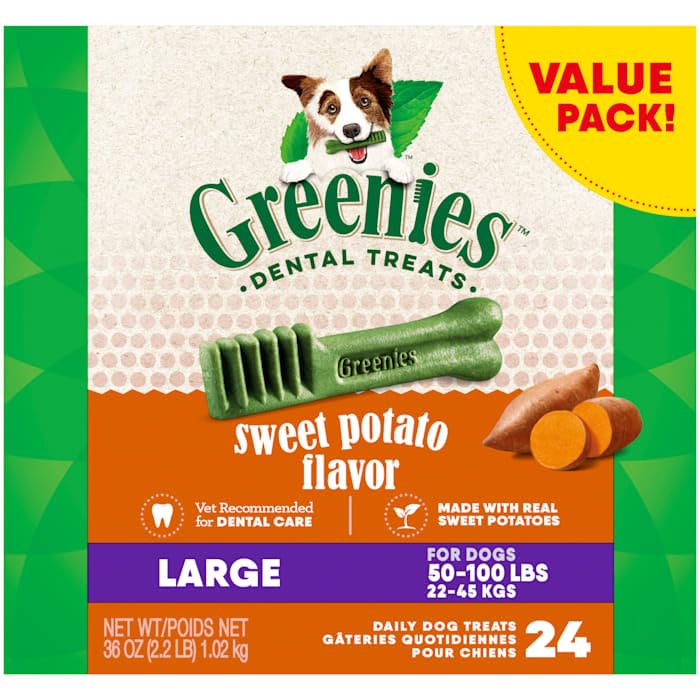 VALUE
PACK!
Greenies™
· DENTAL TREATS ·
Greenies
sweet potato
flavor
Vet Recommended
for DENTAL CARE
MADE WITH REAL
SWEET POTATOES
LARGE
FOR DOGS
50-100 LBS
22-45 KGS
NET WT/POIDS NET
36 OZ (2.2 LB) 1.02 kg
DAILY DOG TREATS
GÂTERIES QUOTIDIENNES
POUR CHIENS
24